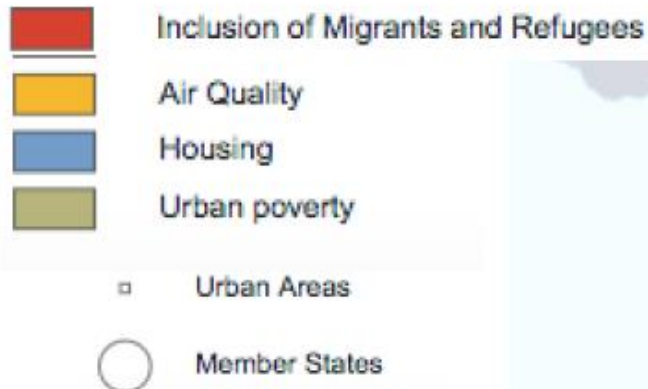 Inclusion of Migrants and Refugees
Air Quality
Housing
Urban poverty
Urban Areas
Member States